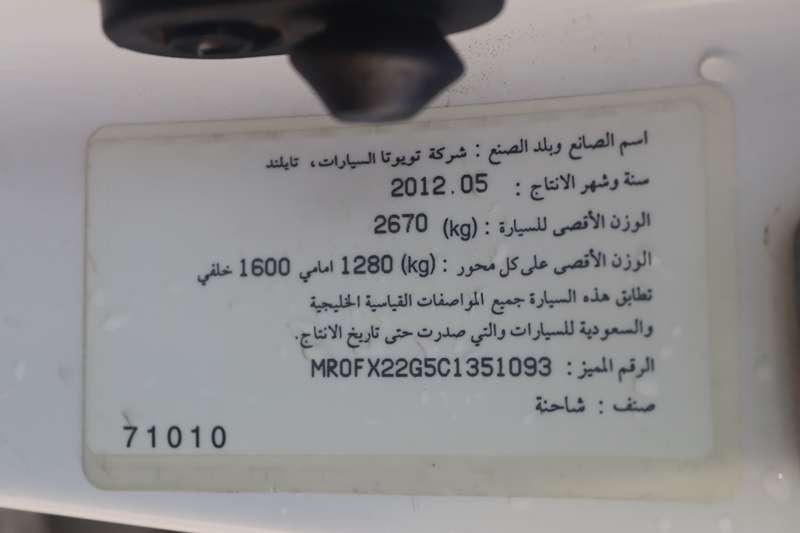 اسم الصانع وبلد الصنع : شركة تويوتا السيارات، تايلند
سنة وشهر الانتاج : 2012.05
الوزن الأقصى للسيارة : (kg) 2670
الوزن الأقصى على كل محور : (kg) 1280 امامي 1600 خلفي
تطابق هذه السيارة جميع المواصفات القياسية الخليجية
والسعودية للسيارات والتي صدرت حتى تاريخ الانتاج.
الرقم المميز : MR0FX22G5C1351093
صنف : شاحنة
71010